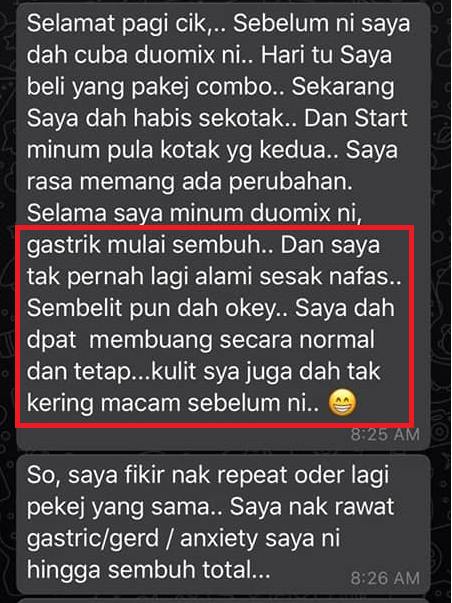 Selamat pagi cik,.. Sebelum ni saya
dah cuba duomix ni.. Hari tu Saya
beli yang pakej combo.. Sekarang
Saya dah habis sekotak.. Dan Start
minum pula kotak yg kedua.. Saya
rasa memang ada perubahan.
Selama saya minum duomix ni,
gastrik mulai sembuh.. Dan saya
tak pernah lagi alami sesak nafas..
Sembelit pun dah okey.. Saya dah
dpat membuang secara normal
dan tetap...kulit sya juga dah tak
kering macam sebelum ni.. 😁
8:25 AM
So, saya fikir nak repeat oder lagi
pekej yang sama.. Saya nak rawat
gastric/gerd / anxiety saya ni
hingga sembuh total...
8:26 AM